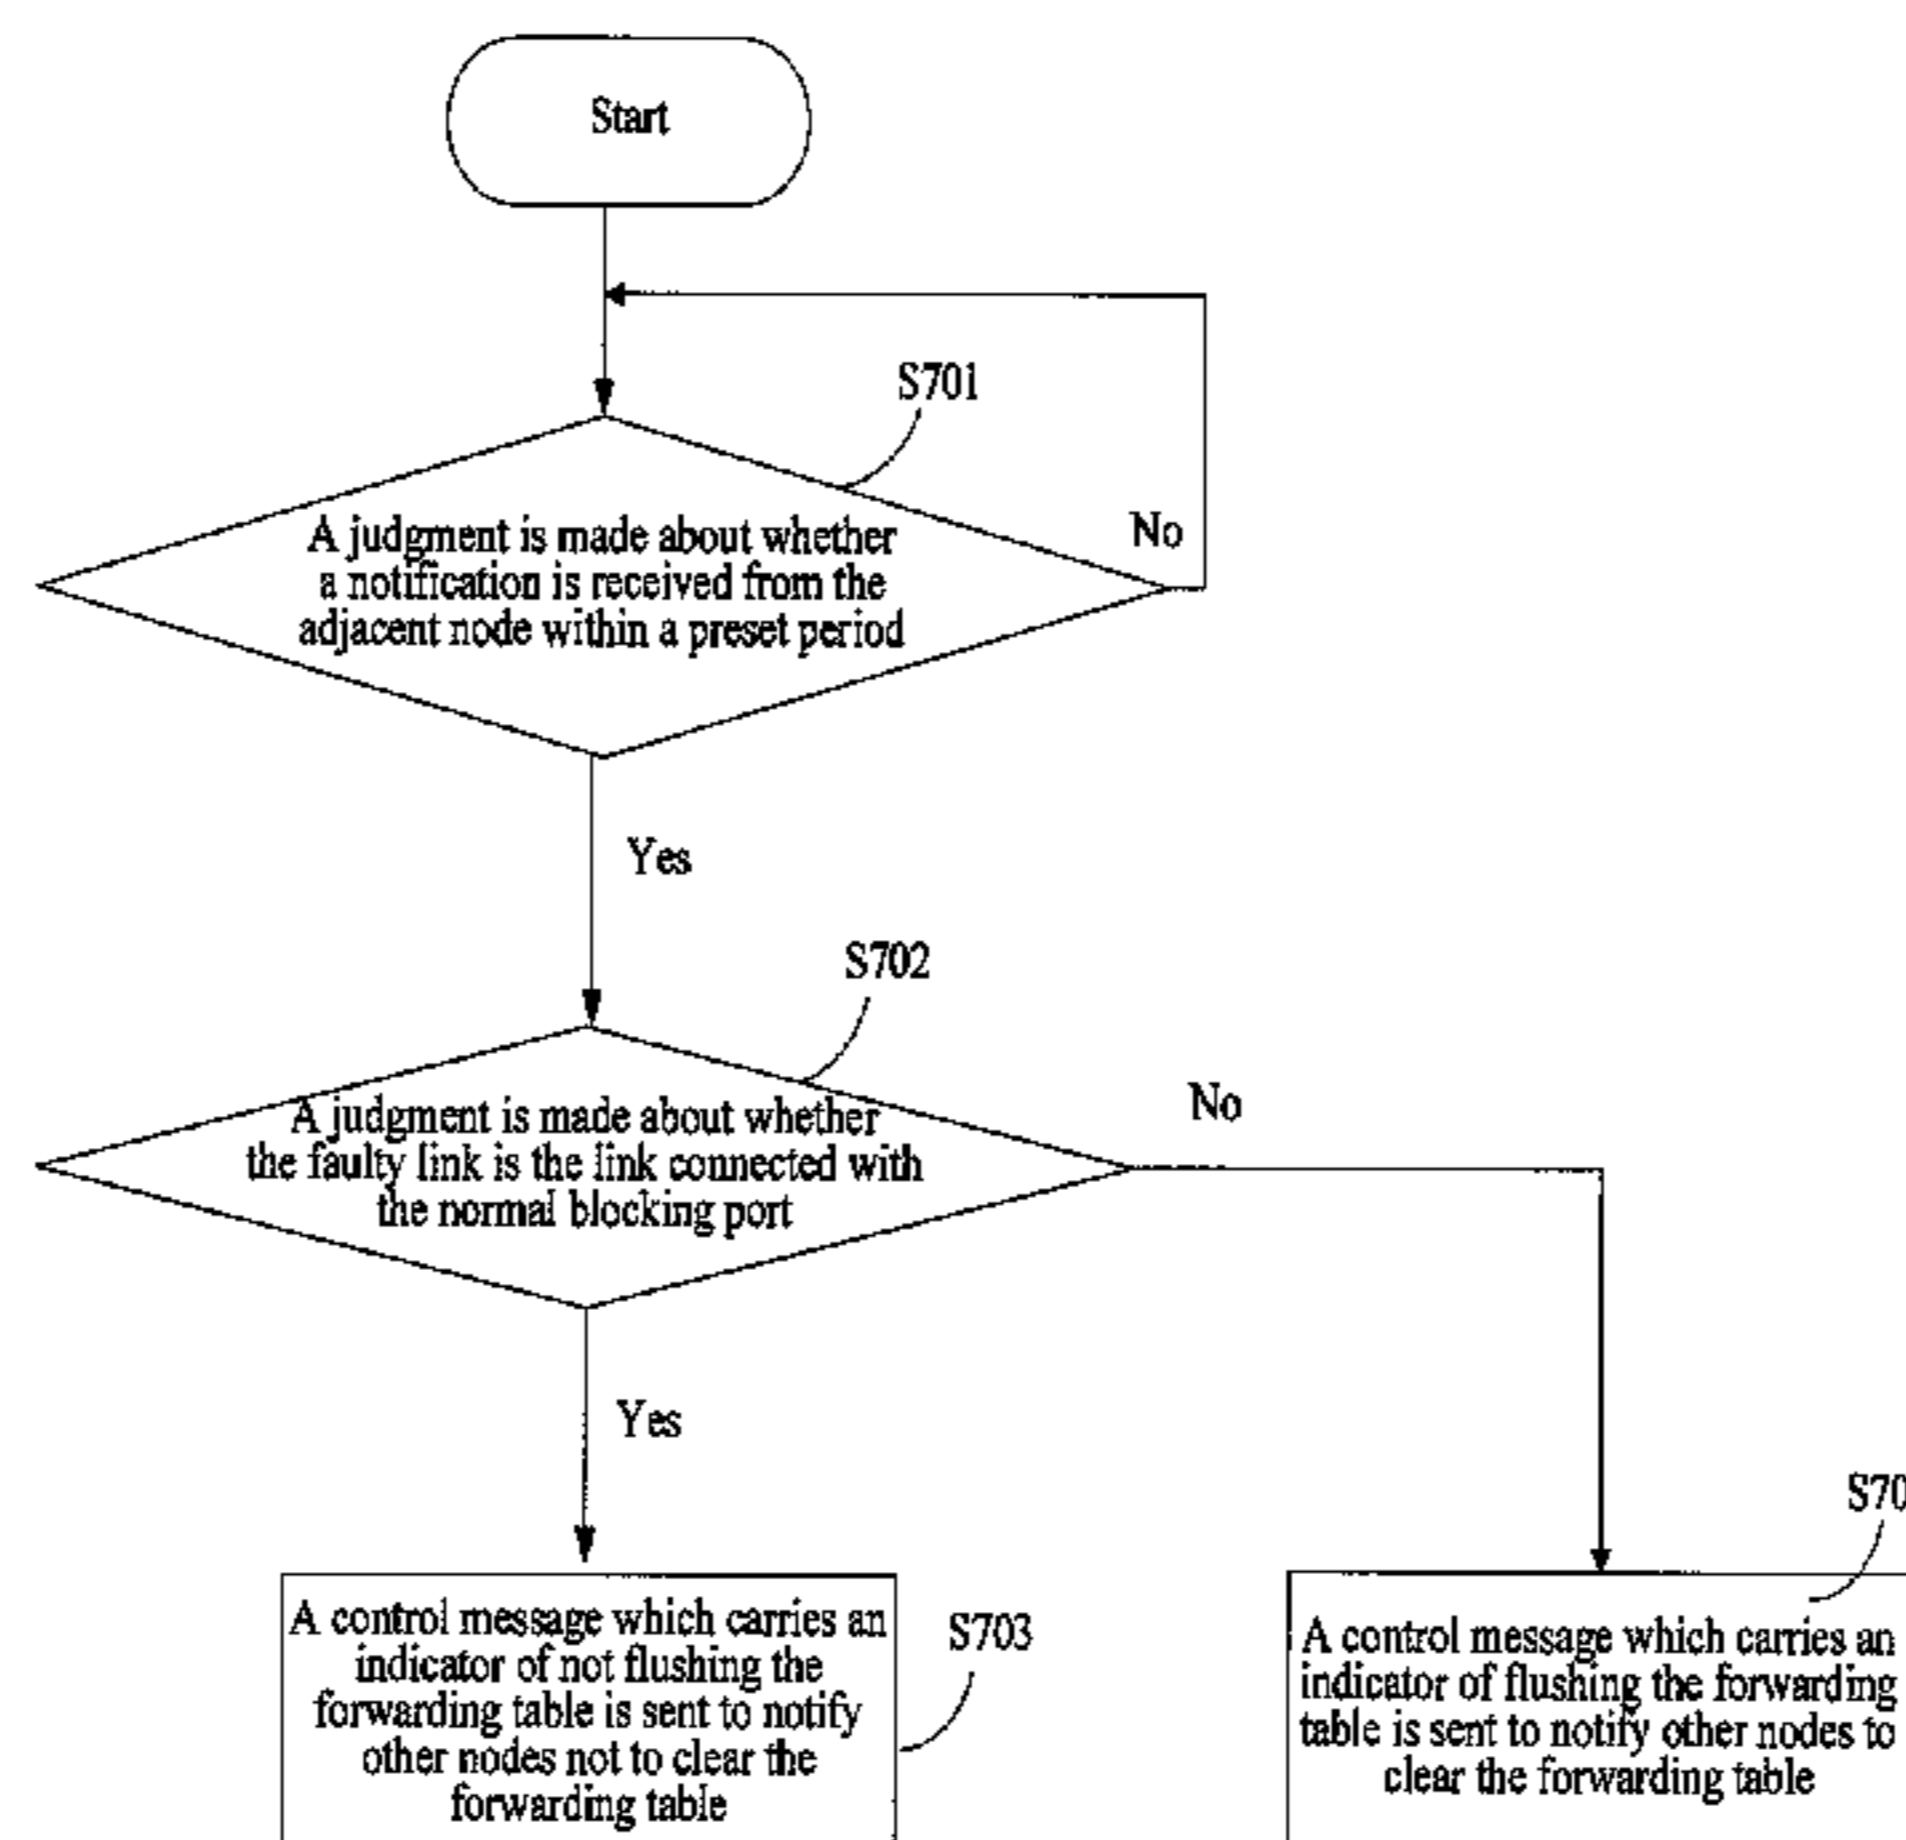 Start
S701
A judgment is made about whether
a notification is received from the
adjacent node within a preset period
No
Yes
S702
A judgment is made about whether
the faulty link is the link connected with
the normal blocking port
No
Yes
S703
A control message which carries an
indicator of not flushing the
forwarding table is sent to notify
other nodes not to clear the
forwarding table
S70
A control message which carries an
indicator of flushing the forwarding
table is sent to notify other nodes to
clear the forwarding table